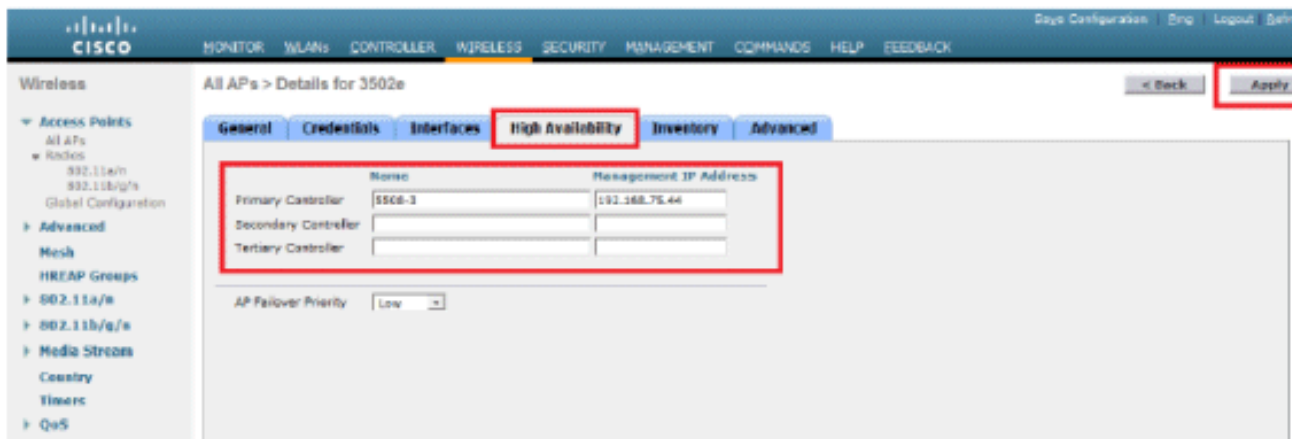 Save Configuration | Ping | Logout | Refr
CISCO
MONITOR WLANs CONTROLLER WIRELESS SECURITY MANAGEMENT COMMANDS HELP FEEDBACK
Wireless
All APs > Details for 3502e
< Back
Apply
Access Points
All APs
Radios
802.11a/n
802.11b/g/n
Global Configuration
Advanced
Mesh
HREAP Groups
802.11a/n
802.11b/g/n
Media Stream
Country
Timers
QoS
General Credentials Interfaces High Availability Inventory Advanced
Name Management IP Address
Primary Controller 5508-3 192.168.75.44
Secondary Controller
Tertiary Controller
AP Failover Priority Low